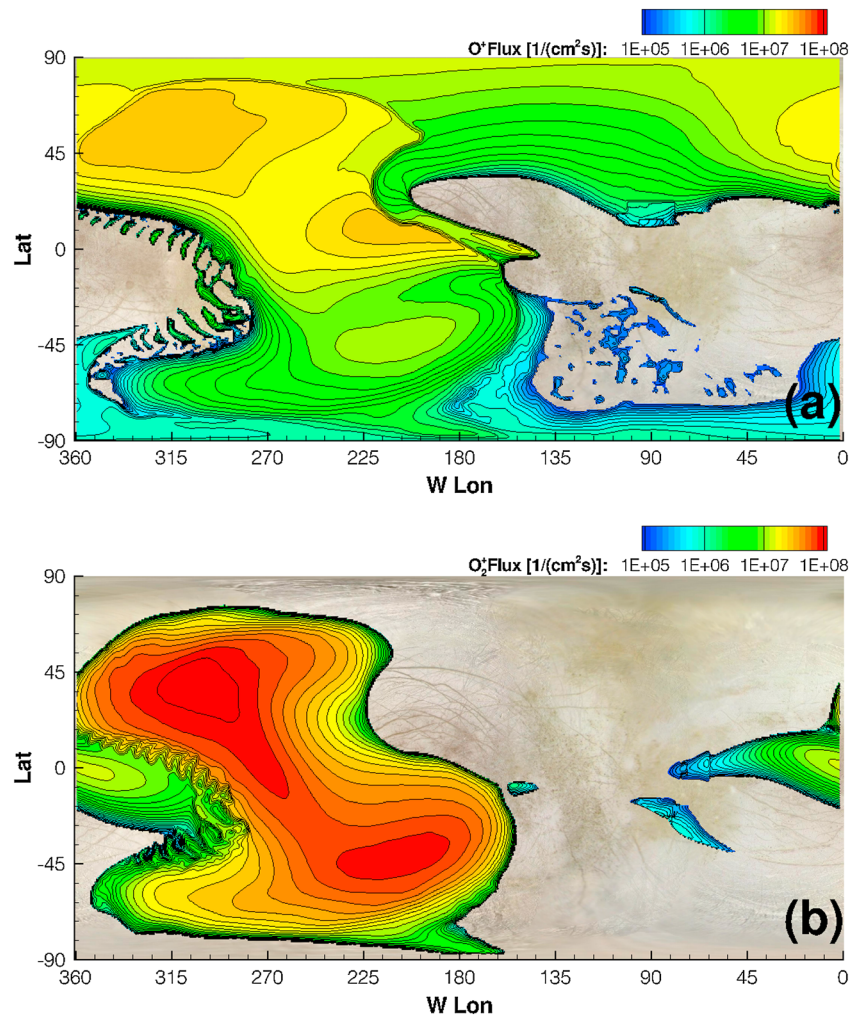 O⁺Flux [1/(cm²s)]: 1E+05 1E+06 1E+07 1E+08
90
45
0
-45
-90
Lat
(a)
360 315 270 225 180 135 90 45 0
W Lon
O₂⁺Flux [1/(cm²s)]: 1E+05 1E+06 1E+07 1E+08
90
45
0
-45
-90
Lat
(b)
360 315 270 225 180 135 90 45 0
W Lon